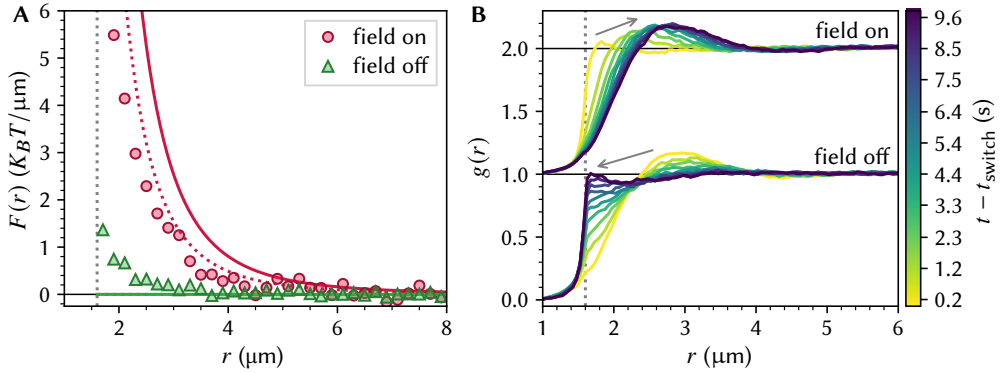 A
F(r) (K_BT/μm)
6
5
4
3
2
1
0
field on
field off
2
4
6
8
r (μm)
B
g(r)
2.0
1.5
1.0
0.5
0.0
field on
field off
1
2
3
4
5
6
r (μm)
9.6
8.5
7.5
6.4
5.4
4.3
3.3
2.3
1.2
0.2
t − t_switch (s)